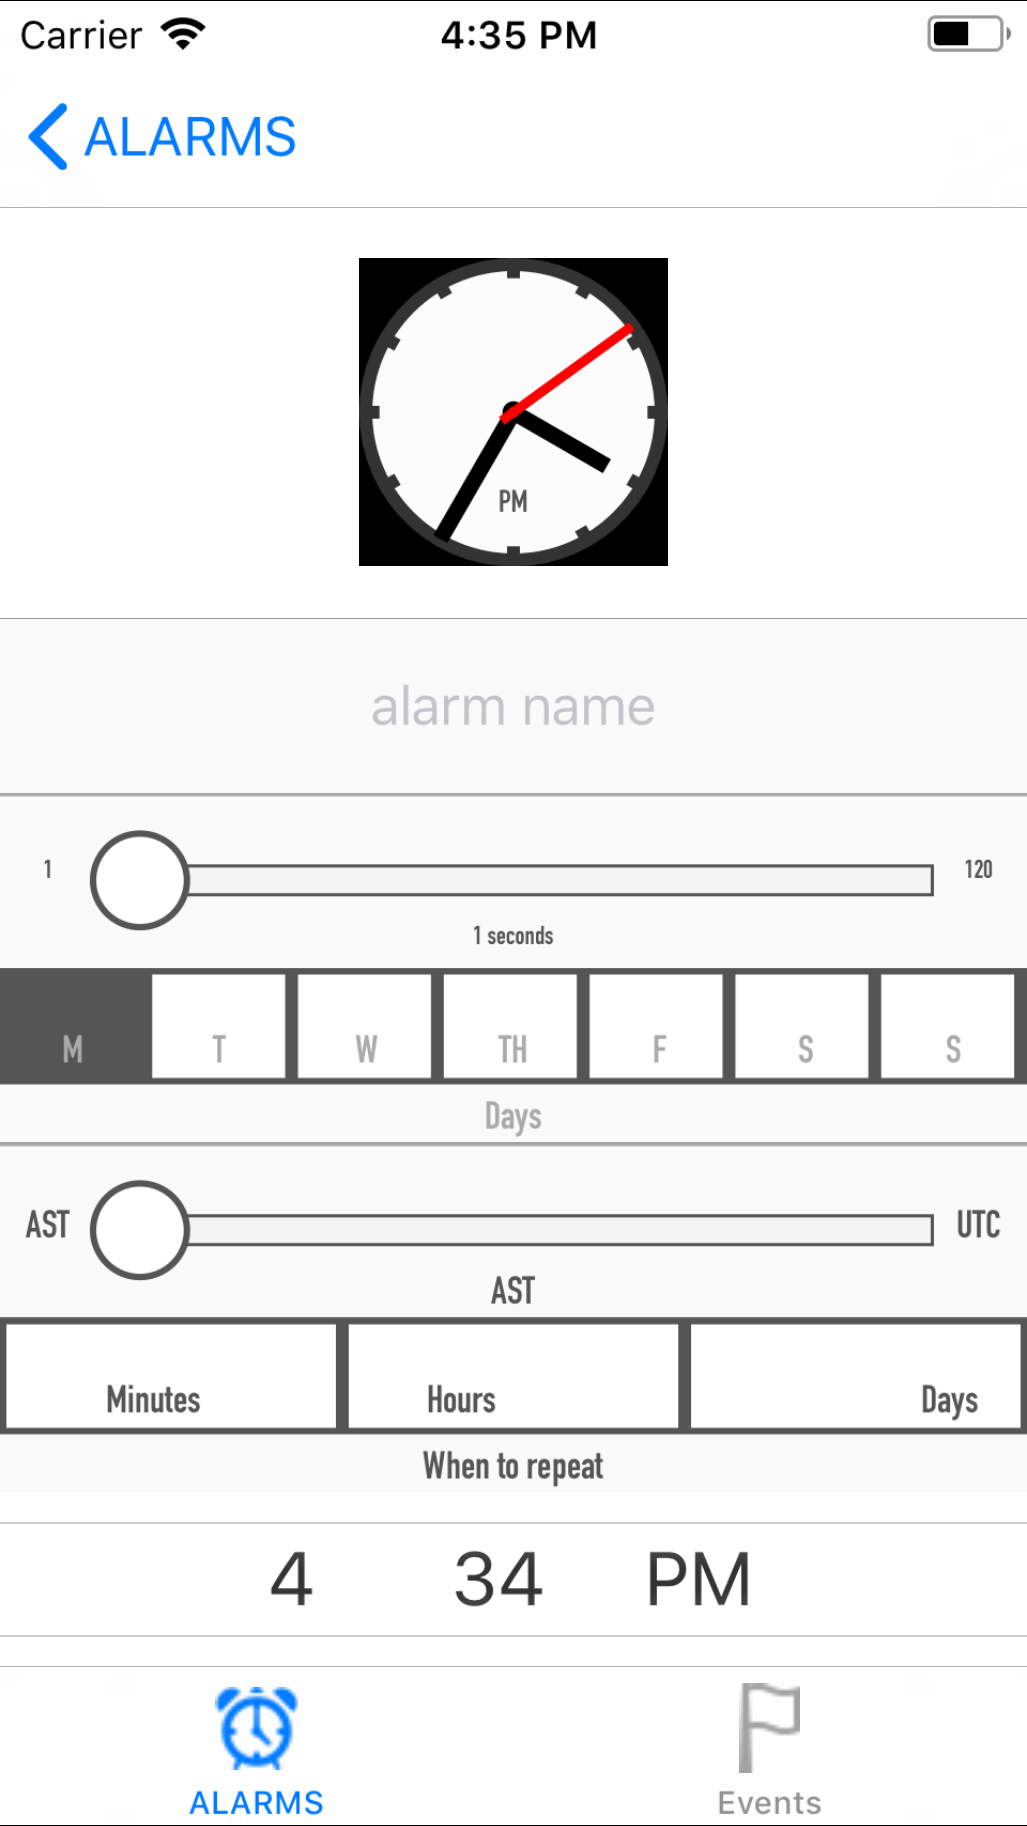 Carrier 4:35 PM
ALARMS
PM
alarm name
1 120
1 seconds
M T W TH F S S
Days
AST UTC
AST
Minutes Hours Days
When to repeat
4 34 PM
ALARMS Events